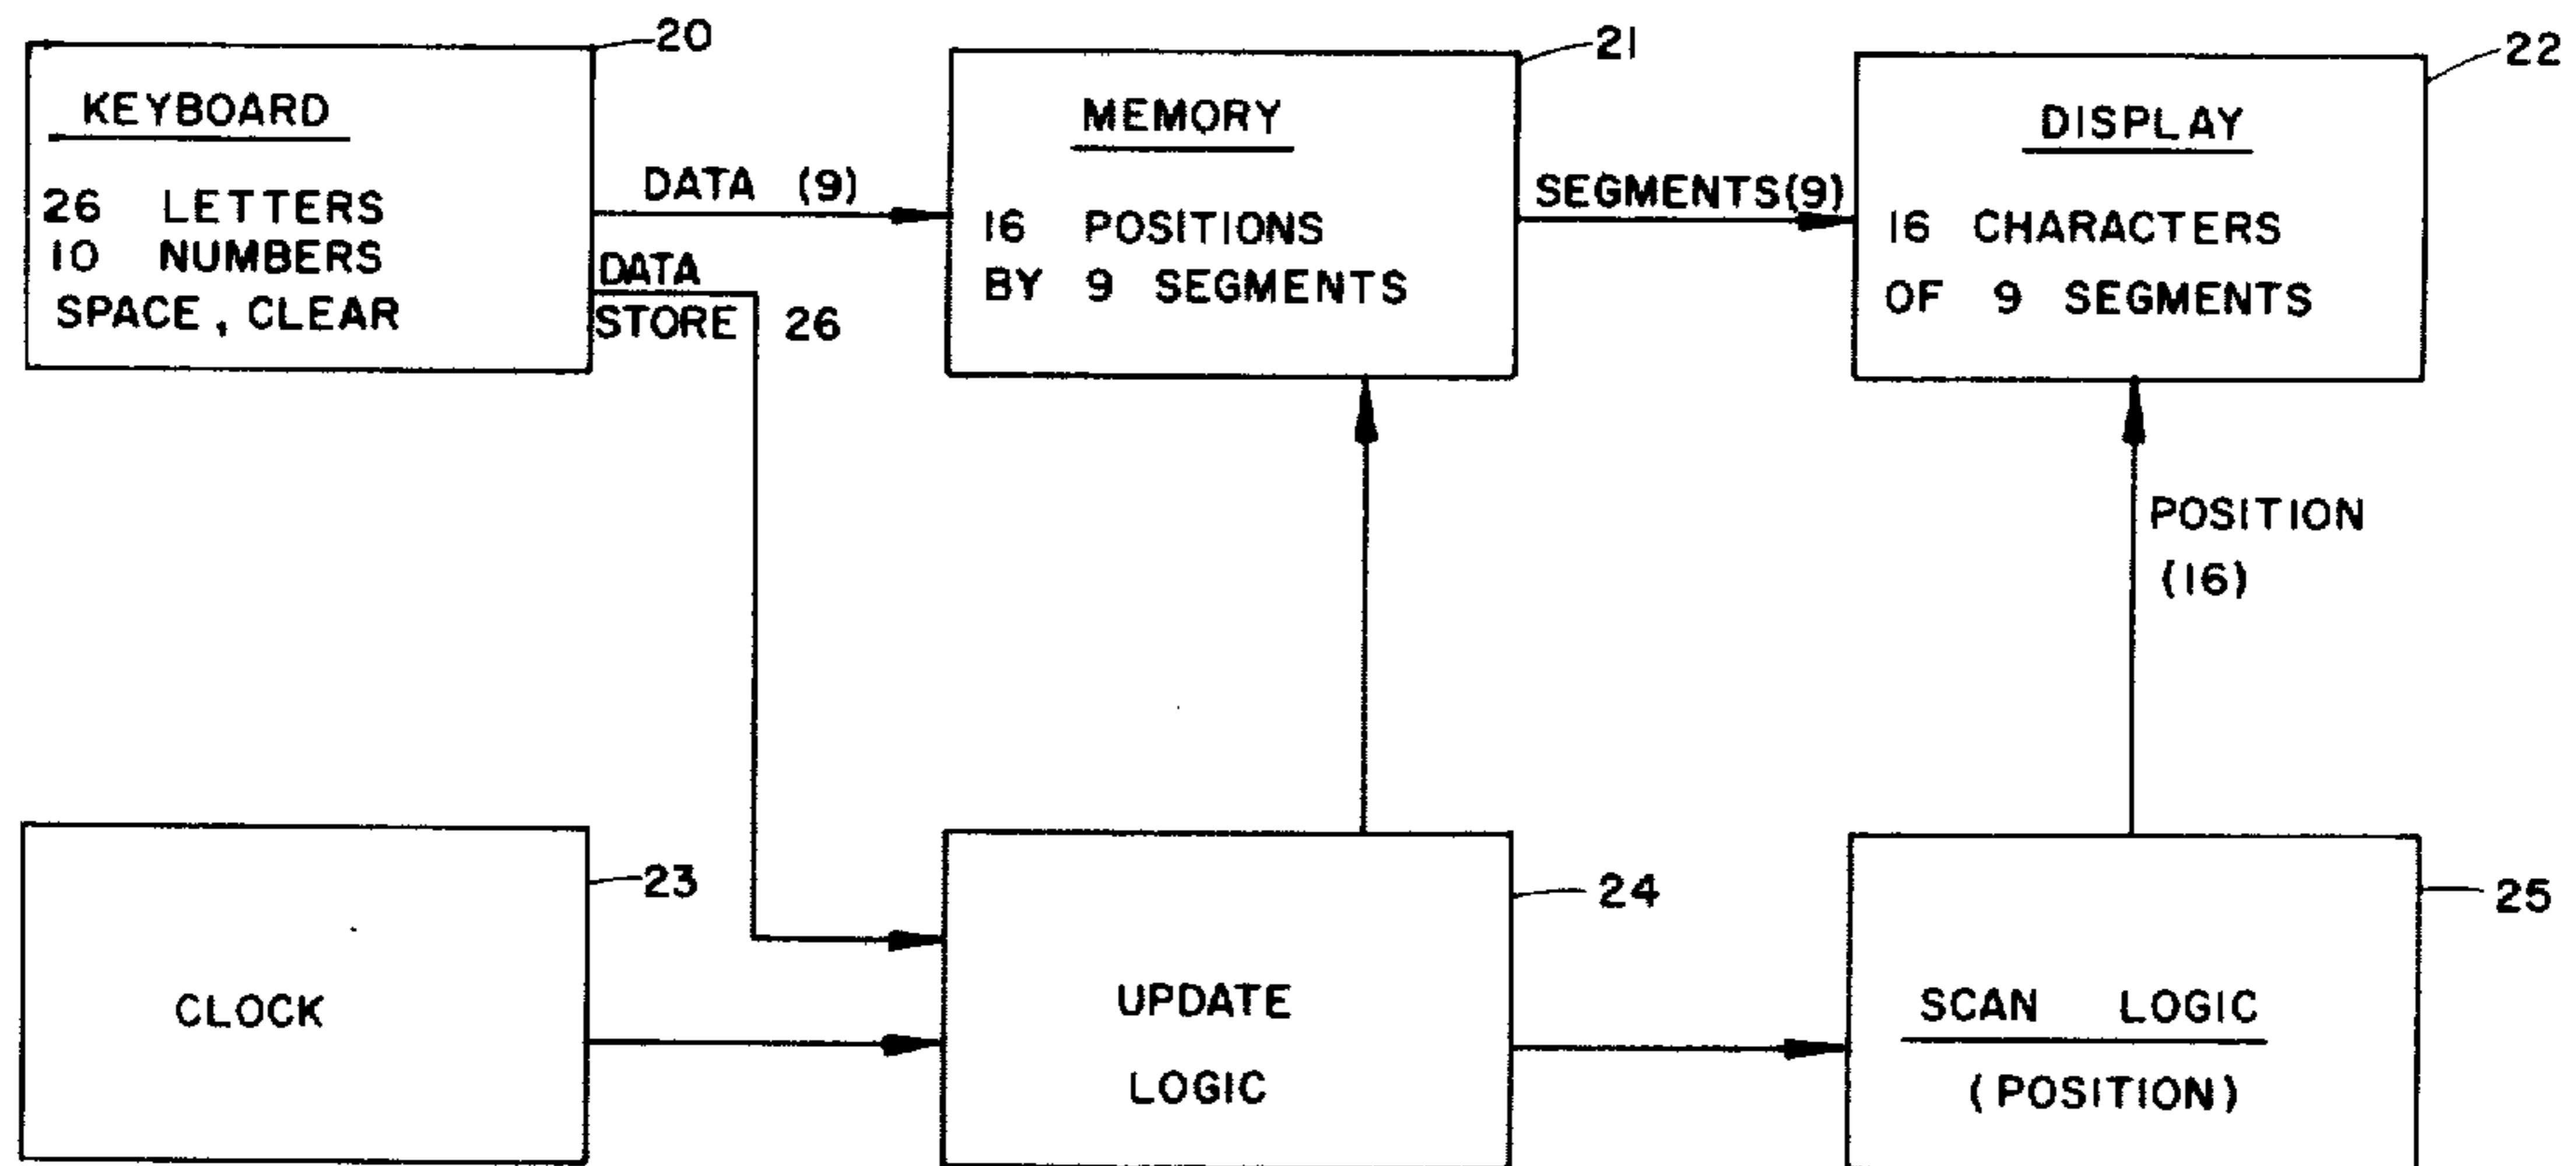 20
KEYBOARD
26 LETTERS
10 NUMBERS
SPACE, CLEAR
DATA (9)
DATA
STORE 26
21
MEMORY
16 POSITIONS
BY 9 SEGMENTS
SEGMENTS(9)
22
DISPLAY
16 CHARACTERS
OF 9 SEGMENTS
POSITION
(16)
23
CLOCK
24
UPDATE
LOGIC
25
SCAN LOGIC
(POSITION)